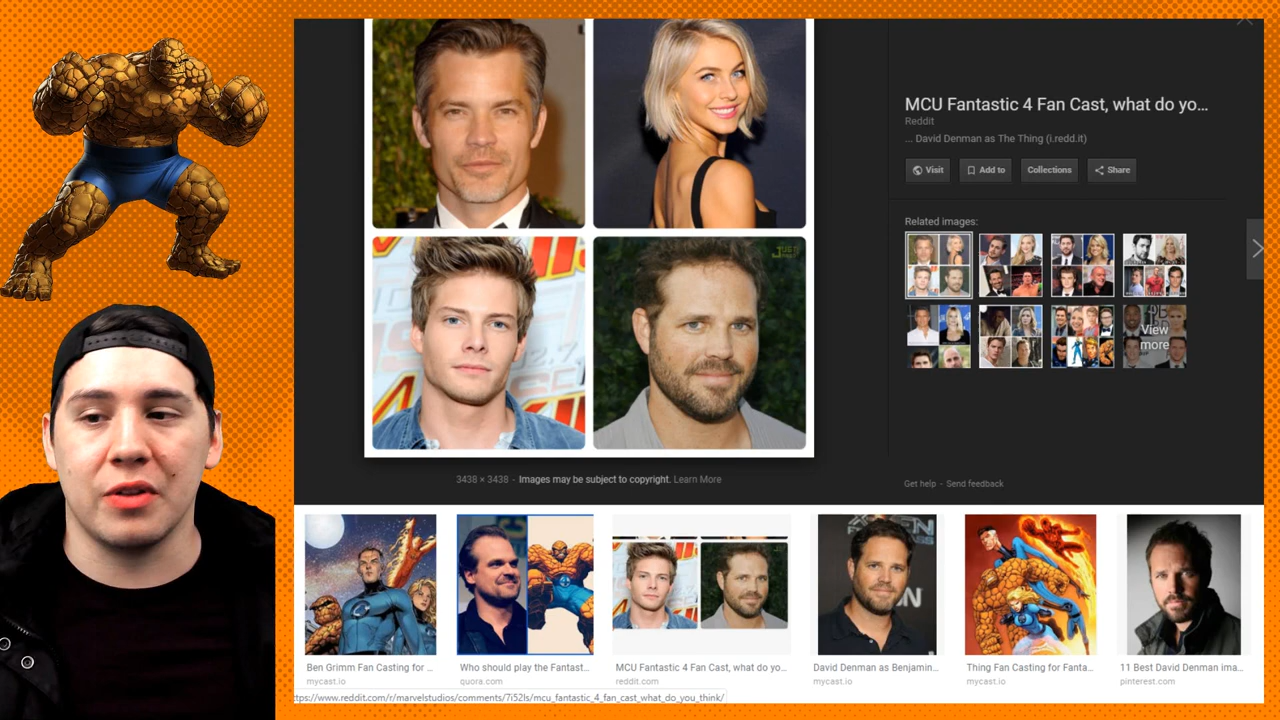 MCU Fantastic 4 Fan Cast, what do yo...
Reddit
... David Denman as The Thing (i.redd.it)
Visit
Add to
Collections
Share
Related images:
View
more
3438 × 3438 - Images may be subject to copyright. Learn More
Get help - Send feedback
Ben Grimm Fan Casting for ...
mycast.io
Who should play the Fantast...
quora.com
MCU Fantastic 4 Fan Cast, what do yo...
reddit.com
David Denman as Benjamin...
mycast.io
Thing Fan Casting for Fanta...
mycast.io
11 Best David Denman ima...
pinterest.com
ttps://www.reddit.com/r/marvelstudios/comments/7i52ls/mcu_fantastic_4_fan_cast_what_do_you_think/